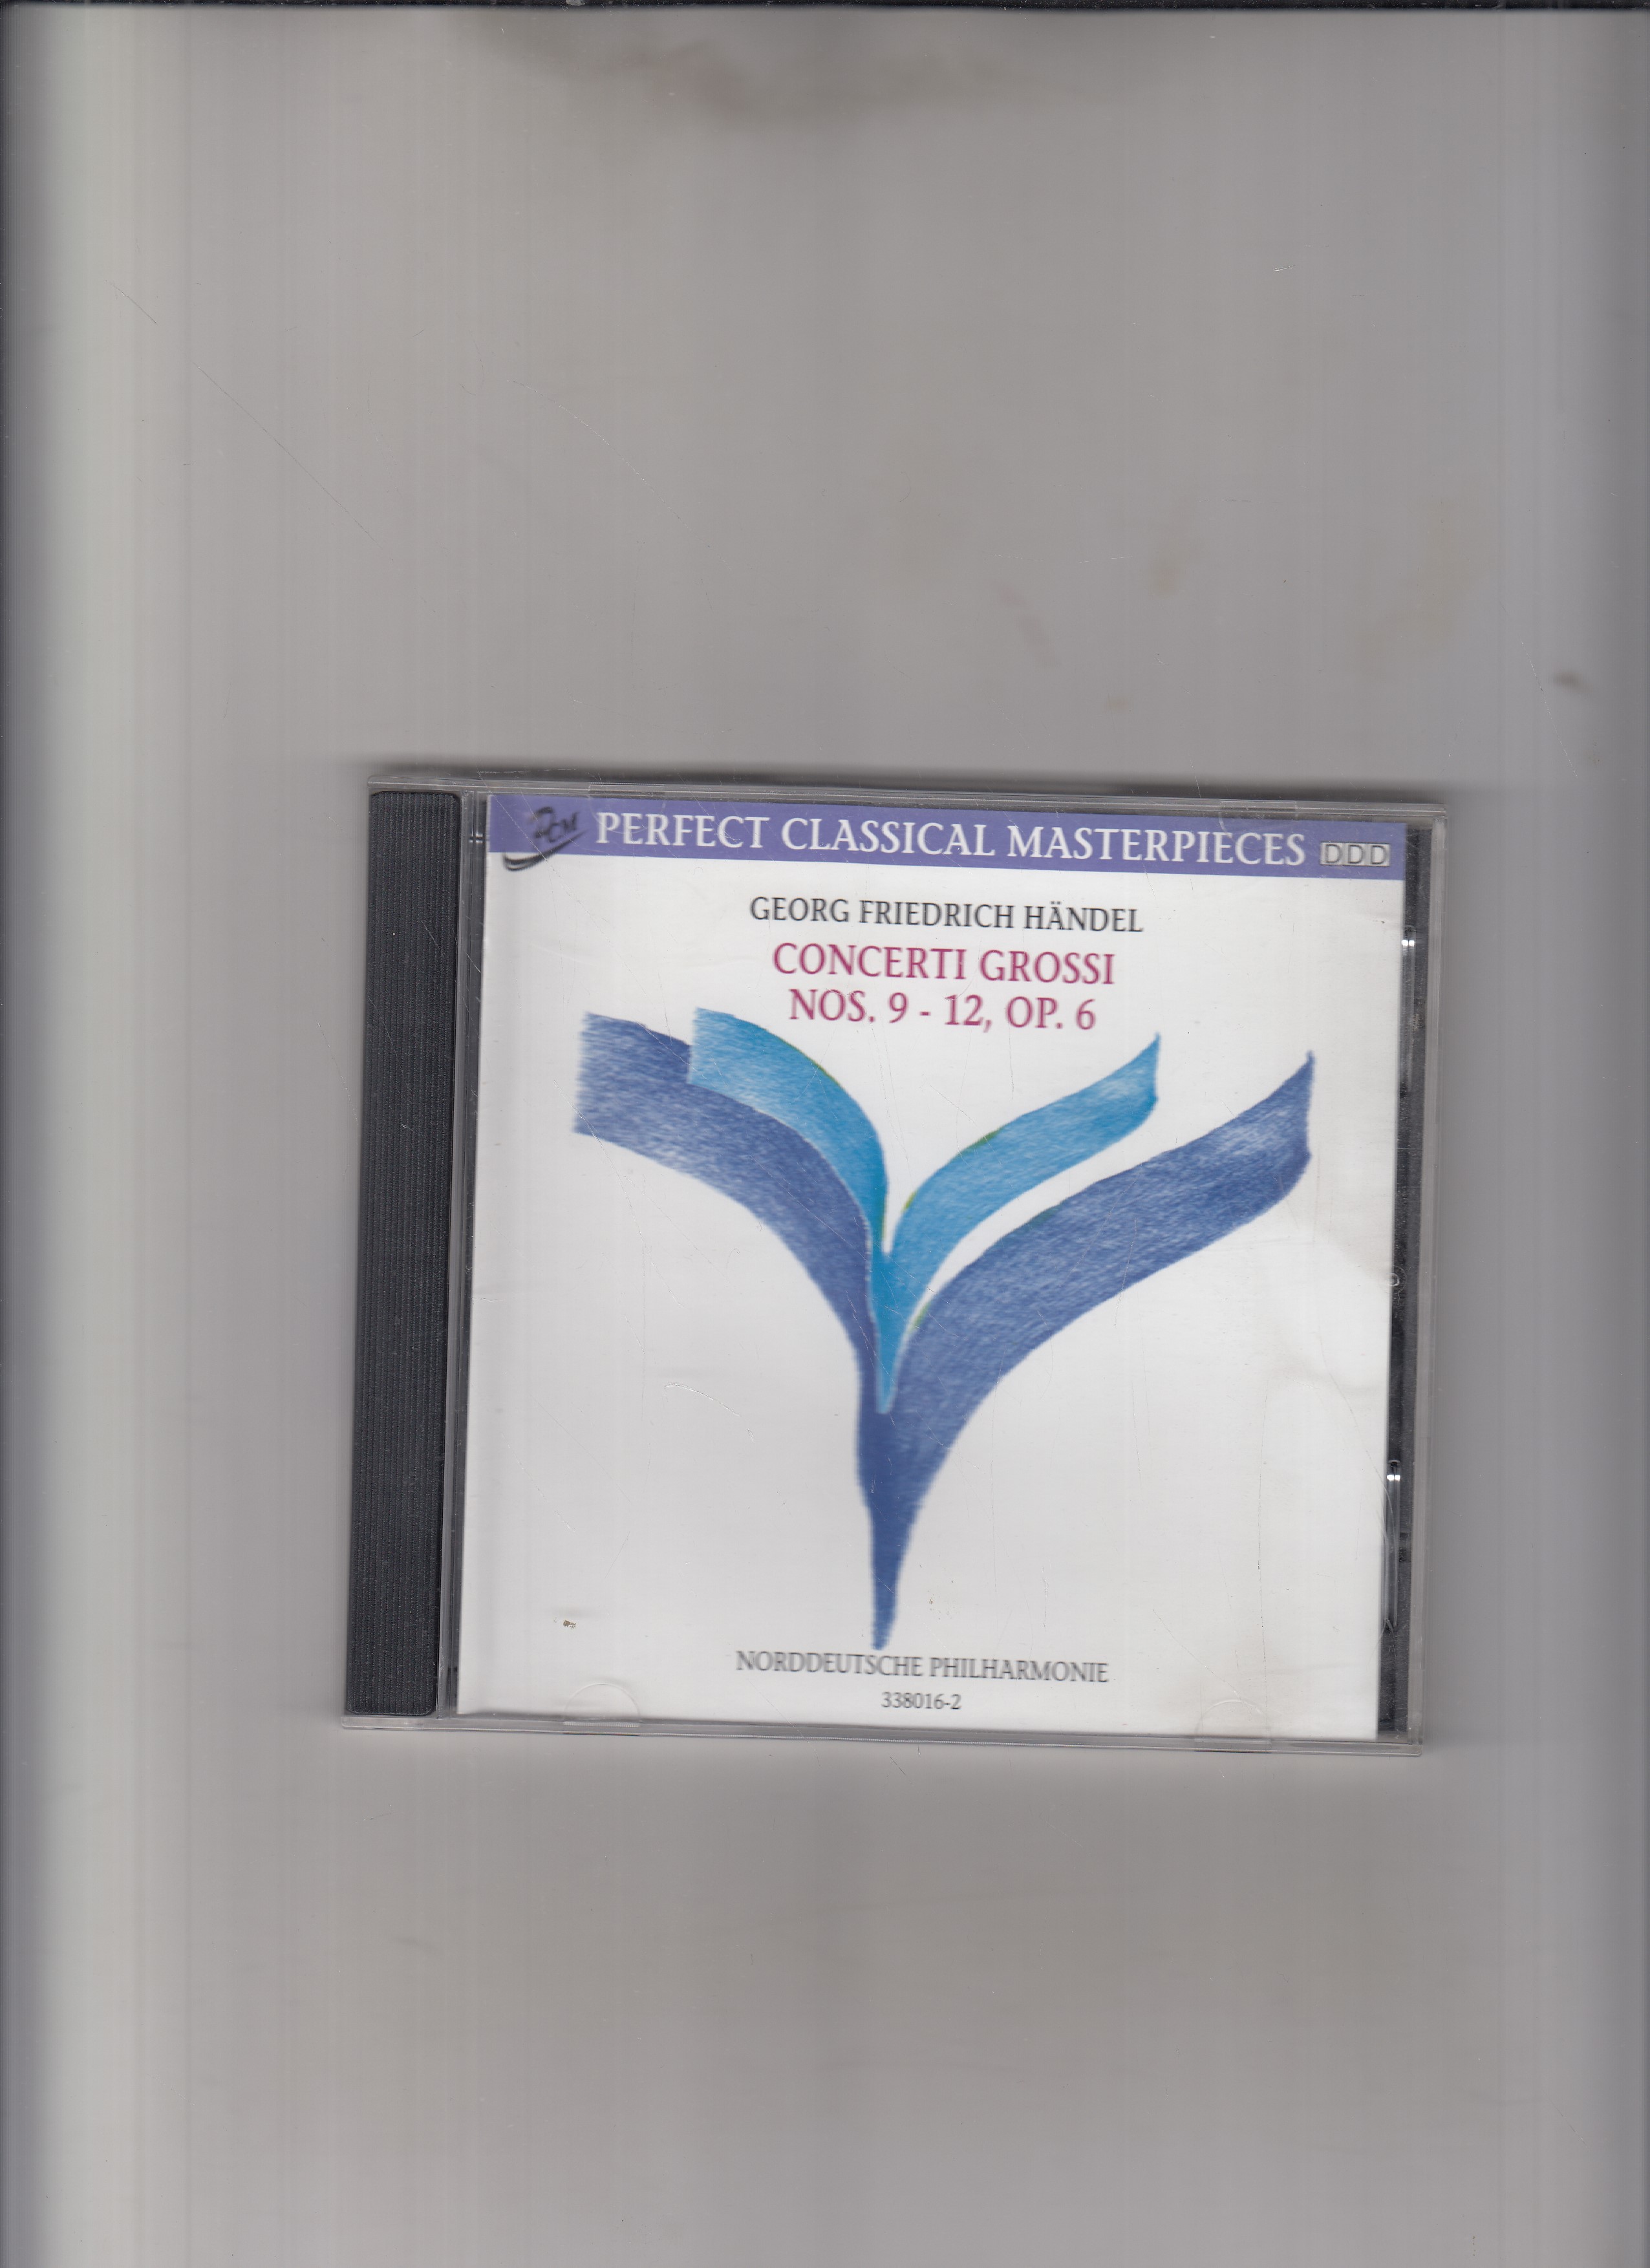 PCM PERFECT CLASSICAL MASTERPIECES DDD
GEORG FRIEDRICH HÄNDEL
CONCERTI GROSSI
NOS. 9 - 12, OP. 6
NORDDEUTSCHE PHILHARMONIE
338016-2